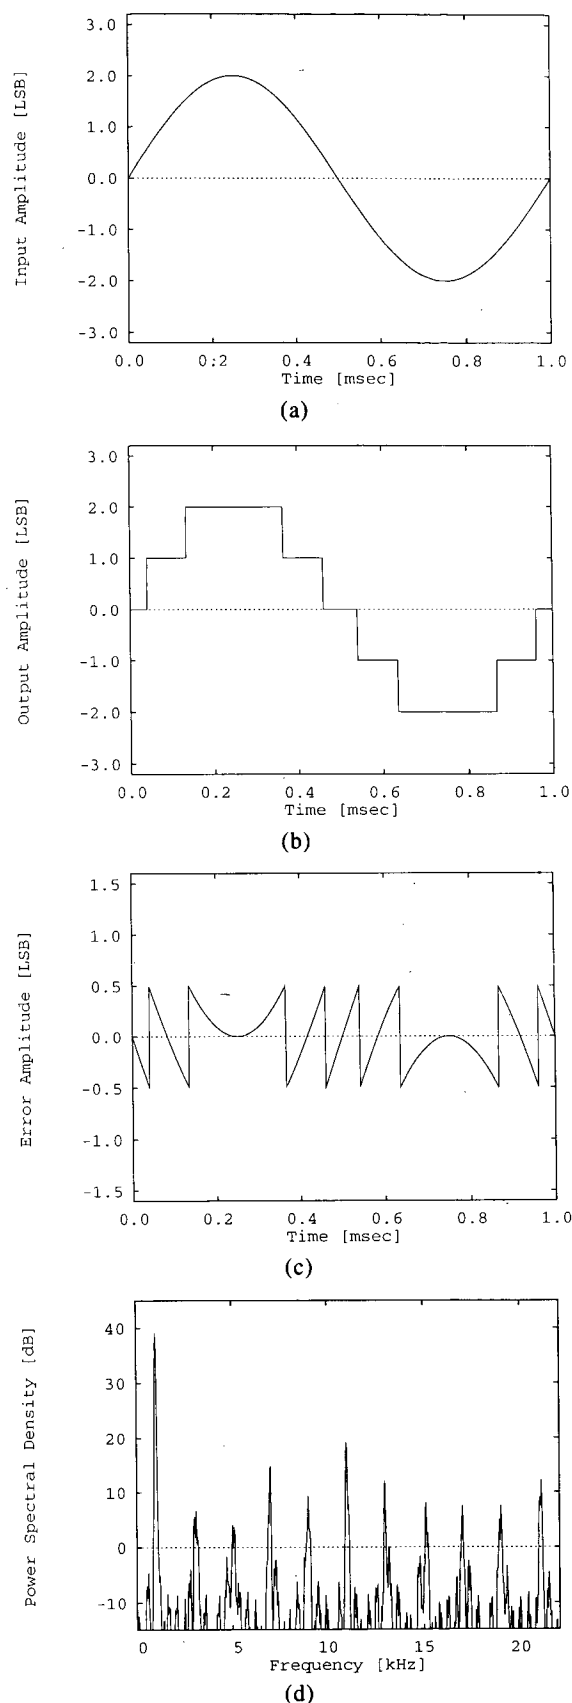 Input Amplitude [LSB]
3.0
2.0
1.0
0.0
-1.0
-2.0
-3.0
0.0 0:2 0.4 0.6 0.8 1.0
Time [msec]
(a)
Output Amplitude [LSB]
3.0
2.0
1.0
0.0
-1.0
-2.0
-3.0
0.0 0.2 0.4 0.6 0.8 1.0
Time [msec]
(b)
Error Amplitude [LSB]
1.5
1.0
0.5
0.0
-0.5
-1.0
-1.5
0.0 0.2 0.4 0.6 0.8 1.0
Time [msec]
(c)
Power Spectral Density [dB]
40
30
20
10
0
-10
0 5 10 15 20
Frequency [kHz]
(d)